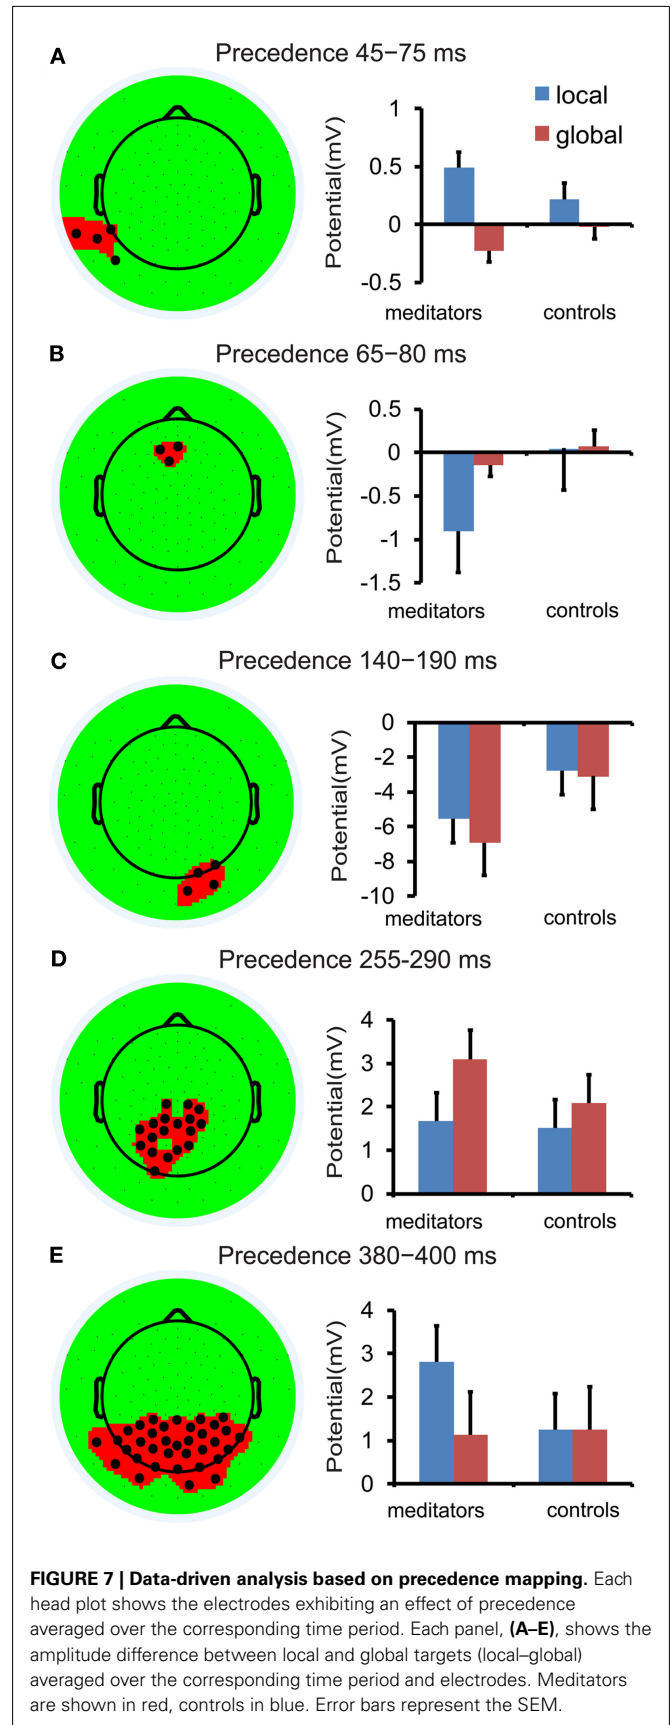 A
Precedence 45−75 ms
local
global
Potential(mV)
1
0.5
0
-0.5
meditators controls
B
Precedence 65−80 ms
Potential(mV)
0.5
0
-0.5
-1
-1.5
meditators controls
C
Precedence 140−190 ms
Potential(mV)
0
-2
-4
-6
-8
-10
meditators controls
D
Precedence 255-290 ms
Potential(mV)
4
3
2
1
0
meditators controls
E
Precedence 380−400 ms
Potential(mV)
4
3
2
1
0
meditators controls
FIGURE 7 | Data-driven analysis based on precedence mapping. Each
head plot shows the electrodes exhibiting an effect of precedence
averaged over the corresponding time period. Each panel, (A–E), shows the
amplitude difference between local and global targets (local–global)
averaged over the corresponding time period and electrodes. Meditators
are shown in red, controls in blue. Error bars represent the SEM.